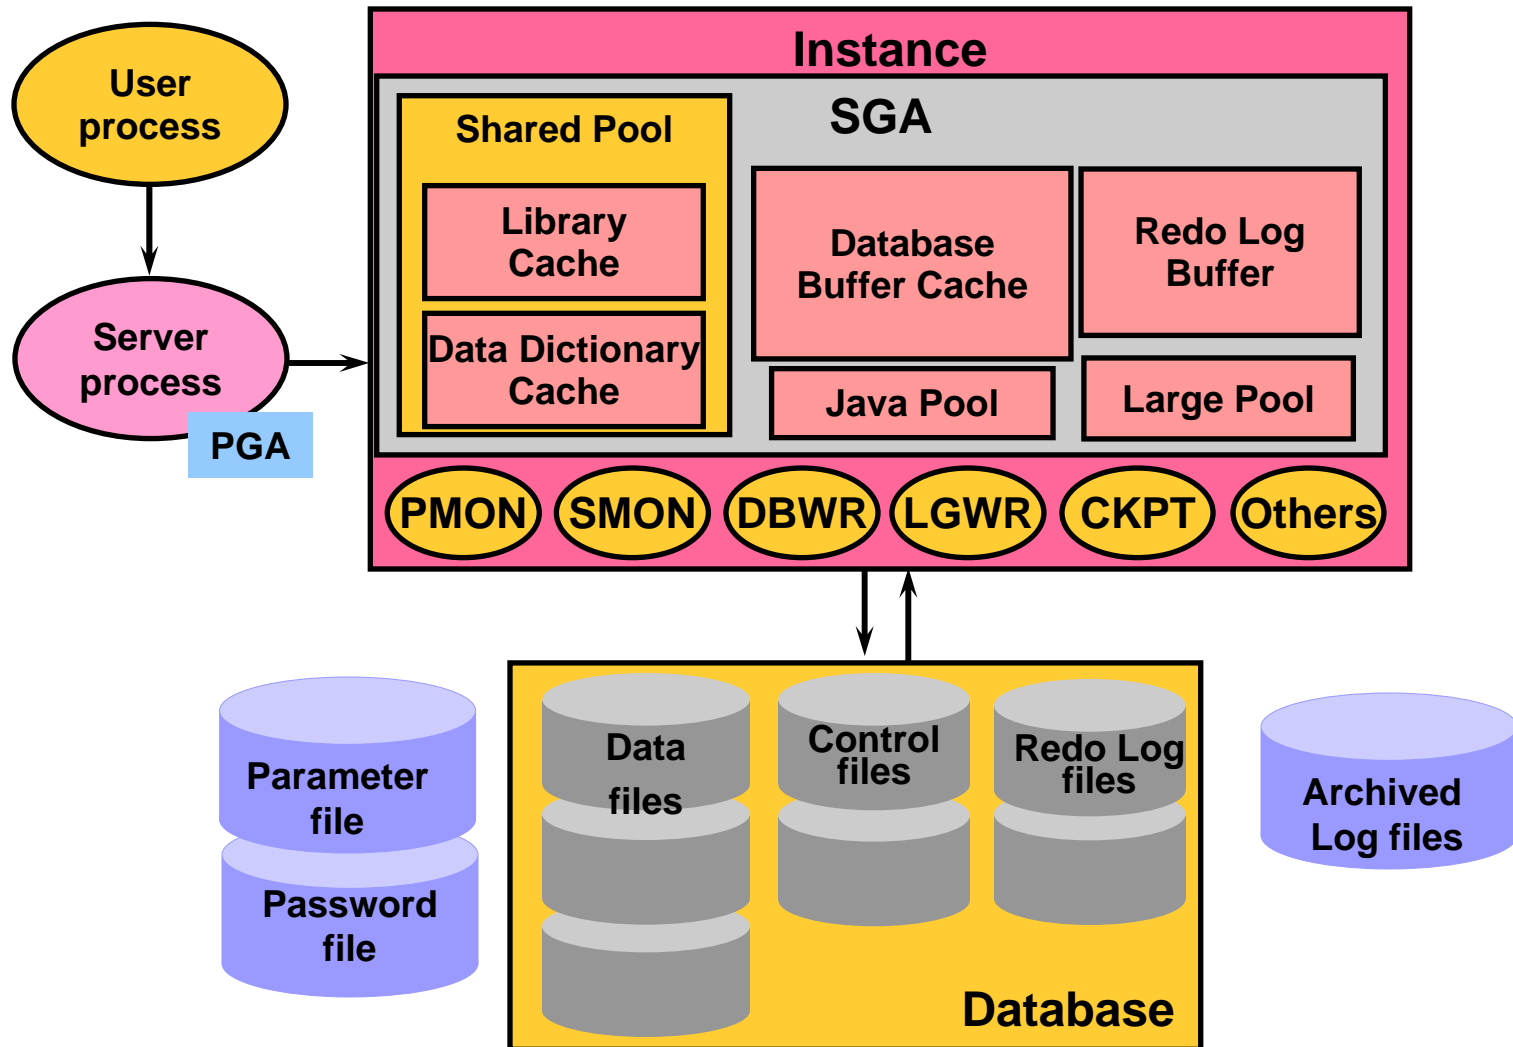 Instance
User
process
SGA
Shared Pool
Library
Cache
Database
Buffer Cache
Redo Log
Buffer
Server
process
Data Dictionary
Cache
Java Pool
Large Pool
PGA
PMON
SMON
DBWR
LGWR
CKPT
Others
Parameter
file
Password
file
Data
files
Control
files
Redo Log
files
Archived
Log files
Database